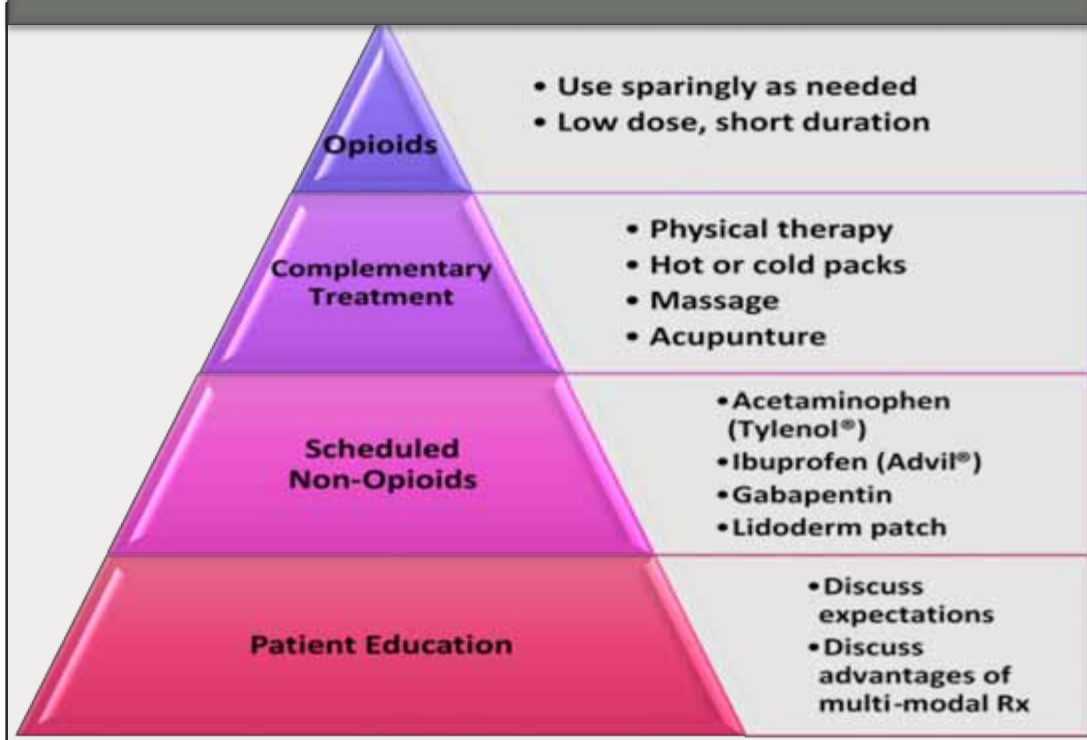 Opioids
• Use sparingly as needed
• Low dose, short duration
Complementary
Treatment
• Physical therapy
• Hot or cold packs
• Massage
• Acupunture
Scheduled
Non-Opioids
•Acetaminophen
(Tylenol®)
•Ibuprofen (Advil®)
•Gabapentin
•Lidoderm patch
Patient Education
•Discuss
expectations
•Discuss
advantages of
multi-modal Rx